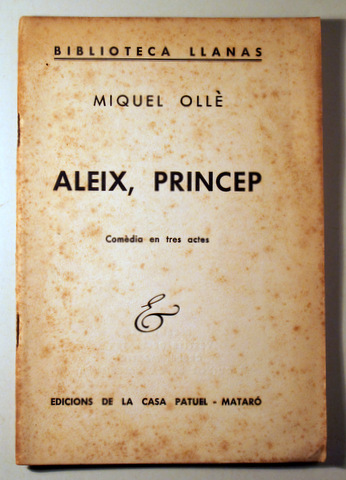 BIBLIOTECA LLANAS
MIQUEL OLLÈ
ALEIX, PRINCEP
Comèdia en tres actes
&
EDICIONS DE LA CASA PATUEL - MATARÓ